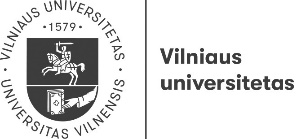 VILNIAUS UNIVERSITETAS
· 1579 ·
UNIVERSITAS VILNENSIS
Vilniaus
universitetas